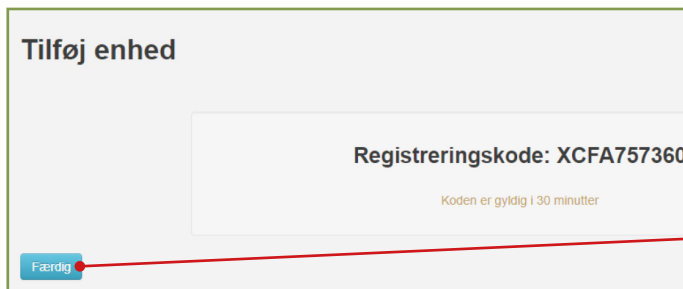 Tilføj enhed
Registreringskode: XCFA757360
Koden er gyldig i 30 minutter
Færdig